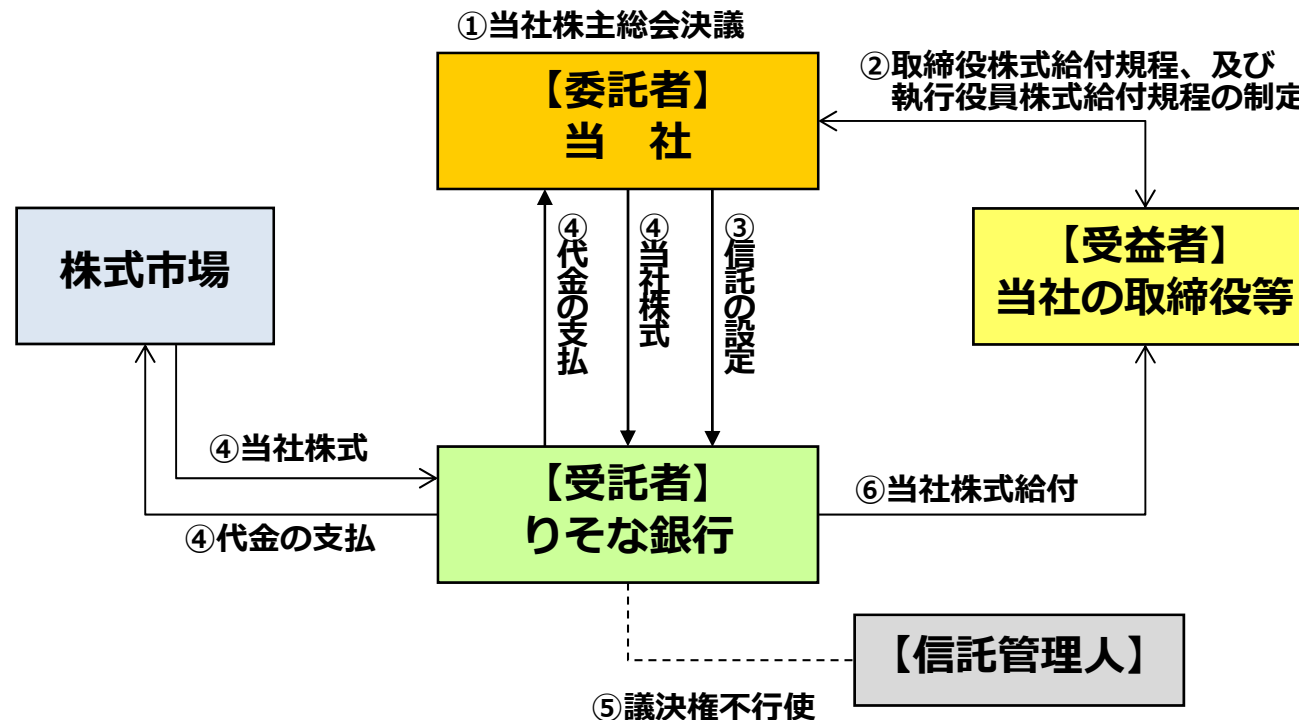 ①当社株主総会決議
【委託者】
当　社
②取締役株式給付規程、及び
執行役員株式給付規程の制定
株式市場
④代金の支払
④当社株式
③信託の設定
【受益者】
当社の取締役等
④当社株式
④代金の支払
【受託者】
りそな銀行
⑥当社株式給付
【信託管理人】
⑤議決権不行使